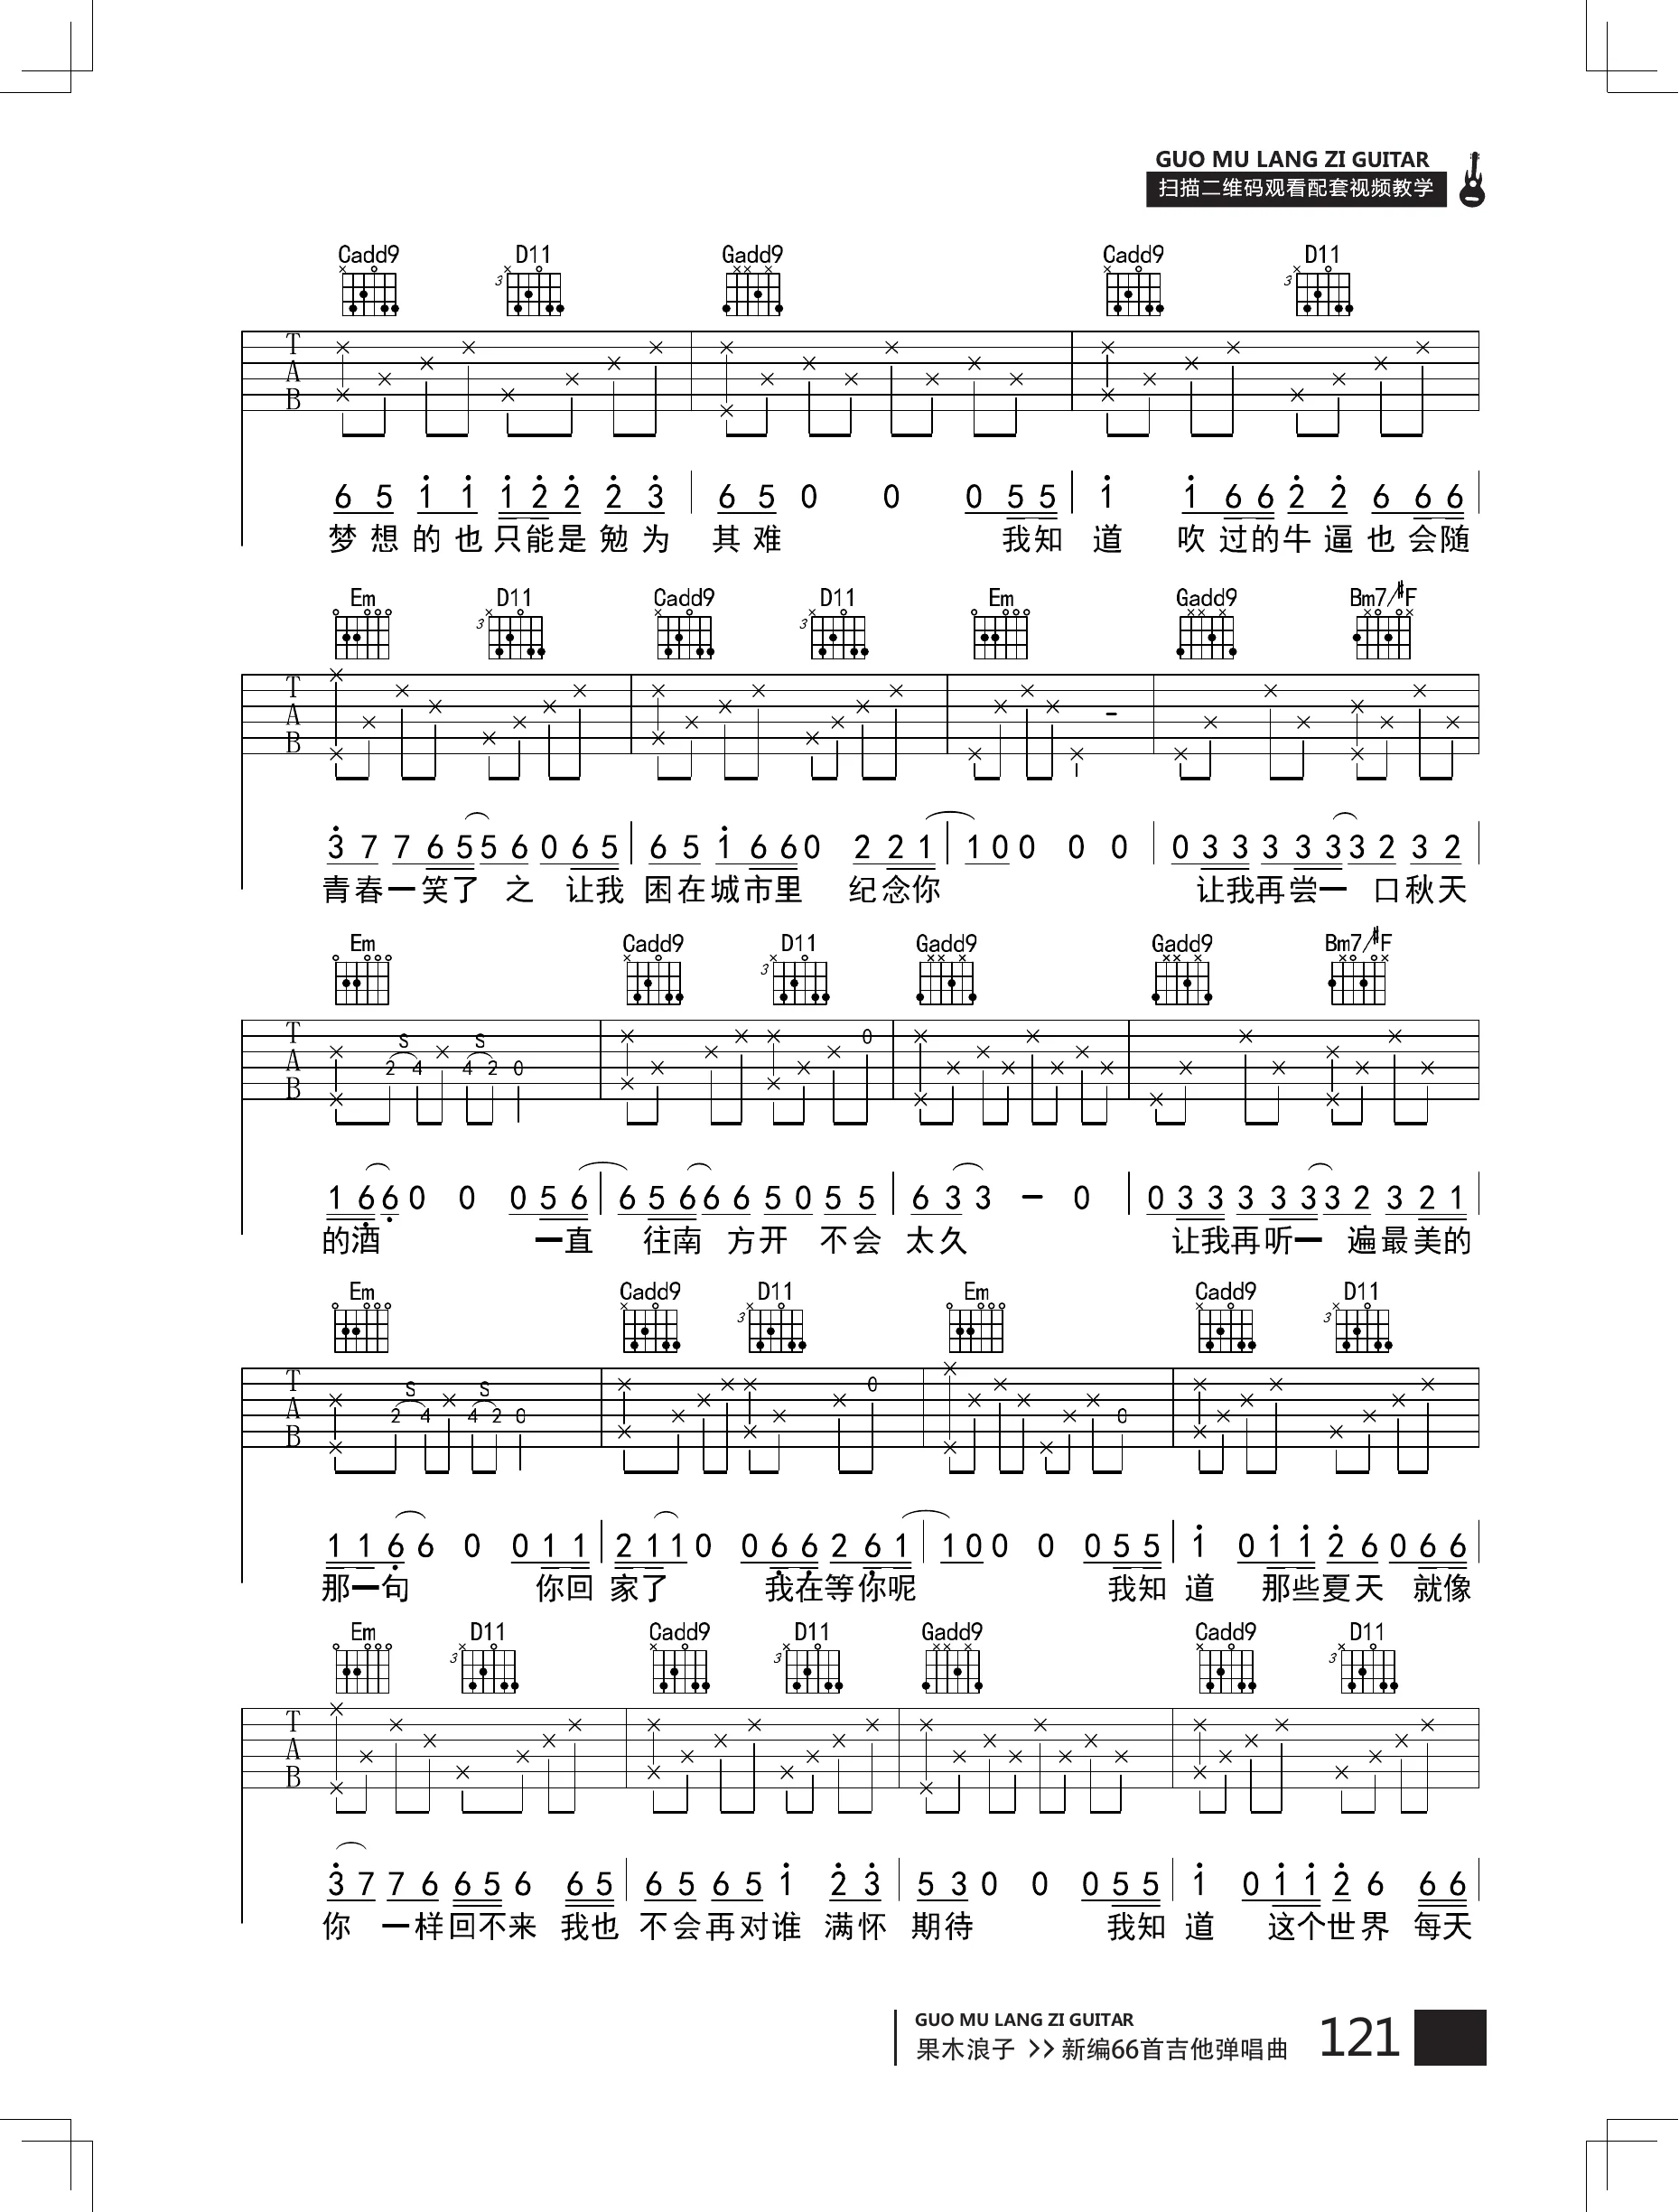 GUO MU LANG ZI GUITAR
扫描二维码观看配套视频教学
Cadd9 D11 Gadd9 Cadd9 D11
3 3
T
A
B
6 5 1 1 1 2 2 2 3 6 5 0 0 0 5 5 1 1 6 6 2 2 6 6 6
梦想的也只能是勉为 其难 我知 道 吹过的牛逼也会随
Em D11 Cadd9 D11 Em Gadd9 Bm7/#F
3 3
T
A
B
3 7 7 6 5 5 6 0 6 5 6 5 1 6 6 0 2 2 1 1 0 0 0 0 0 3 3 3 3 3 3 2 3 2
青春一笑了 之 让我 困在城市里 纪念你 让我再尝一 口秋天
Em Cadd9 D11 Gadd9 Gadd9 Bm7/#F
3
T
A
B
S S
2 4 4 2 0 0
1 6 6 0 0 0 5 6 6 5 6 6 6 5 0 5 5 6 3 3 – 0 0 3 3 3 3 3 3 2 3 2 1
的酒 一直 往南 方开 不会 太久 让我再听一 遍最美的
Em Cadd9 D11 Em Cadd9 D11
3 3
T
A
B
S S
2 4 4 2 0 0 0
1 1 6 6 0 0 1 1 2 1 1 0 0 6 6 2 6 1 1 0 0 0 0 5 5 1 0 1 1 2 6 0 6 6
那一句 你回 家了 我在等你呢 我知 道 那些夏天 就像
Em D11 Cadd9 D11 Gadd9 Cadd9 D11
3 3 3
T
A
B
3 7 7 6 6 5 6 6 5 6 5 6 5 1 2 3 5 3 0 0 0 5 5 1 0 1 1 2 6 6 6
你 一样回不来 我也 不会再对谁 满怀 期待 我知 道 这个世界 每天
GUO MU LANG ZI GUITAR
果木浪子 >> 新编66首吉他弹唱曲
121